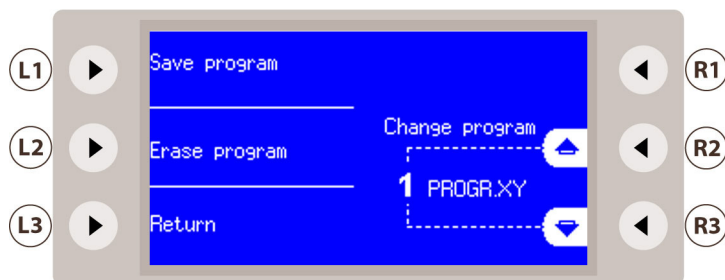 L1
Save program
R1
Change program
L2
Erase program
R2
1 PROGR.XY
L3
Return
R3